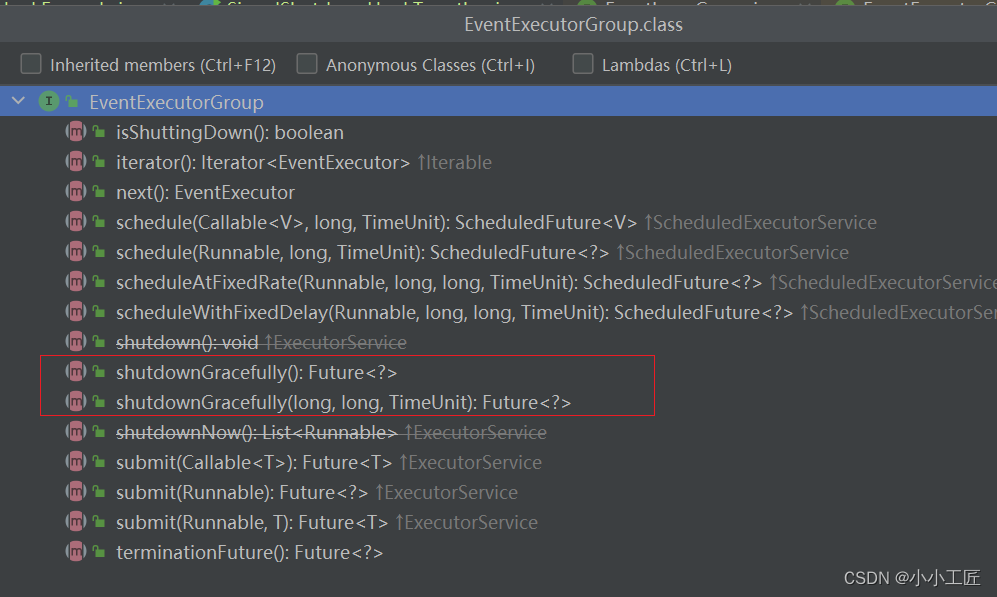 EventExecutorGroup.class
Inherited members (Ctrl+F12) Anonymous Classes (Ctrl+I) Lambdas (Ctrl+L)
I EventExecutorGroup
m isShuttingDown(): boolean
m iterator(): Iterator<EventExecutor> ↑Iterable
m next(): EventExecutor
m schedule(Callable<V>, long, TimeUnit): ScheduledFuture<V> ↑ScheduledExecutorService
m schedule(Runnable, long, TimeUnit): ScheduledFuture<?> ↑ScheduledExecutorService
m scheduleAtFixedRate(Runnable, long, long, TimeUnit): ScheduledFuture<?> ↑ScheduledExecutorService
m scheduleWithFixedDelay(Runnable, long, long, TimeUnit): ScheduledFuture<?> ↑ScheduledExecutorSer
m shutdown(): void ↑ExecutorService
m shutdownGracefully(): Future<?>
m shutdownGracefully(long, long, TimeUnit): Future<?>
m shutdownNow(): List<Runnable> ↑ExecutorService
m submit(Callable<T>): Future<T> ↑ExecutorService
m submit(Runnable): Future<?> ↑ExecutorService
m submit(Runnable, T): Future<T> ↑ExecutorService
m terminationFuture(): Future<?>
CSDN @小小工匠